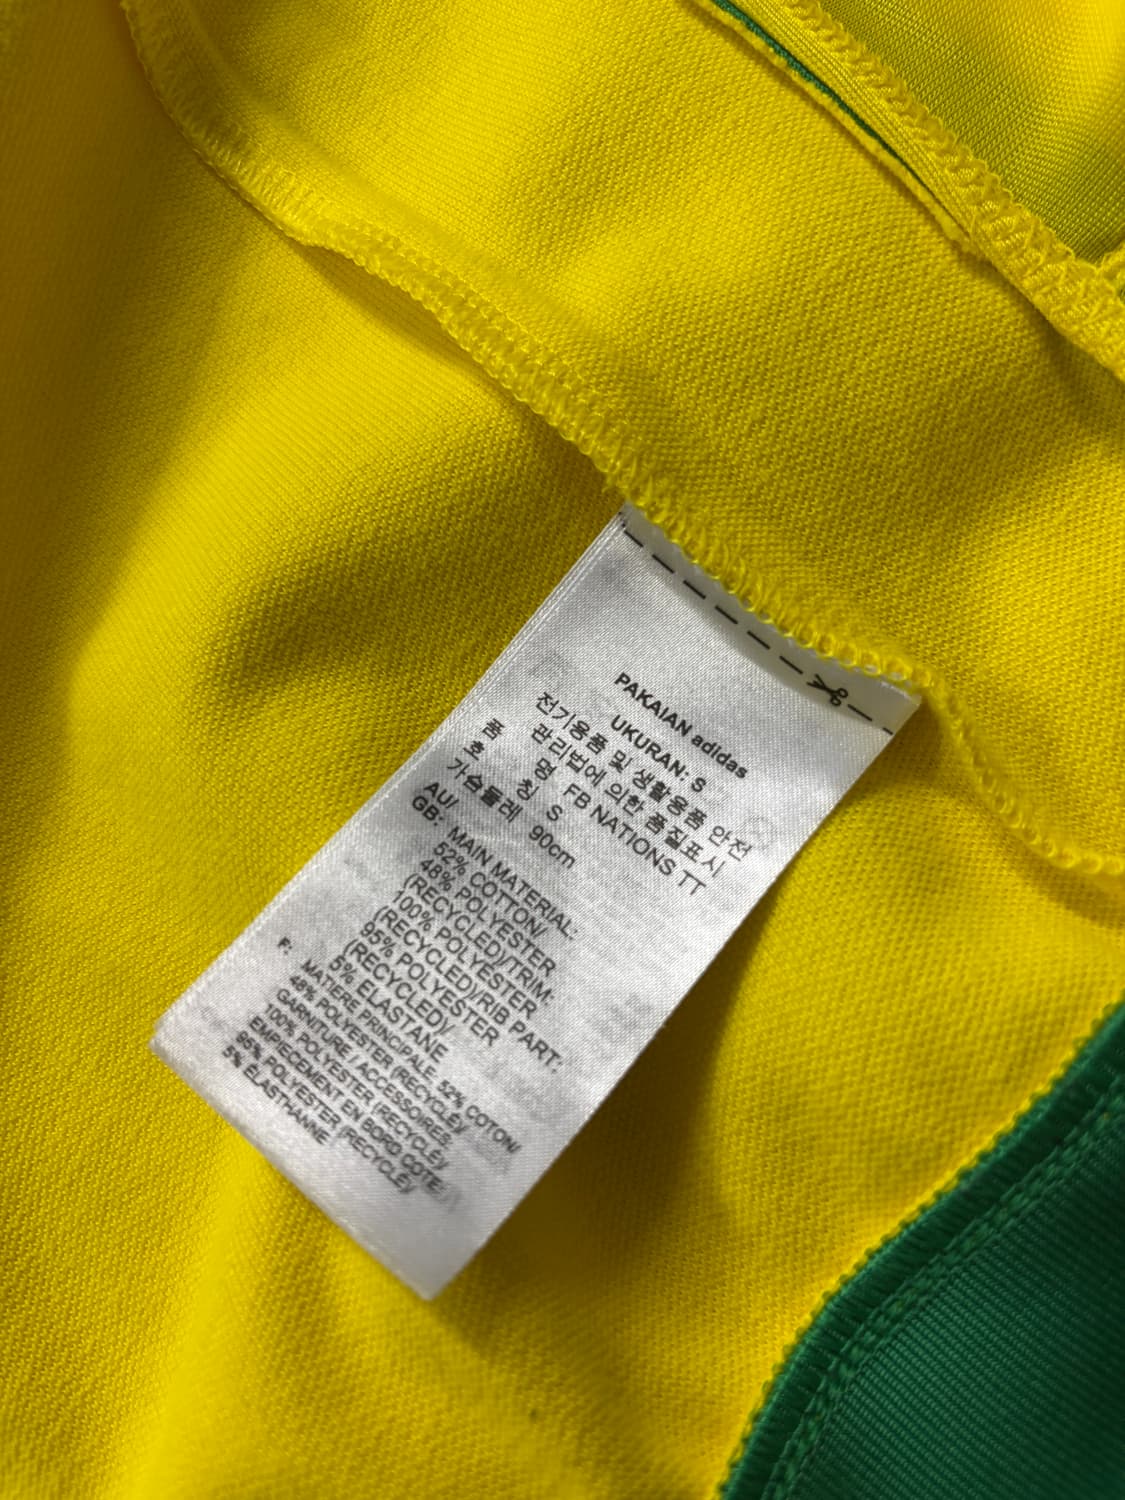 PAKAIAN adidas
UKURAN: S
전기용품 및 생활용품 안전
관리법에 의한 품질표시
품 명 FB NATIONS TT
호 칭 S
가슴둘레 90cm
AU/
GB: MAIN MATERIAL:
52% COTTON/
48% POLYESTER
(RECYCLED)/TRIM:
100% POLYESTER
(RECYCLED)/RIB PART:
95% POLYESTER
(RECYCLED)/
5% ELASTANE
F: MATIERE PRINCIPALE, 52% COTON/
48% POLYESTER (RECYCLÉ)/
GARNITURE / ACCESSOIRES,
100% POLYESTER (RECYCLÉ)/
EMPIECEMENT EN BORD COTE:
95% POLYESTER (RECYCLÉ)/
5% ÉLASTHANNE